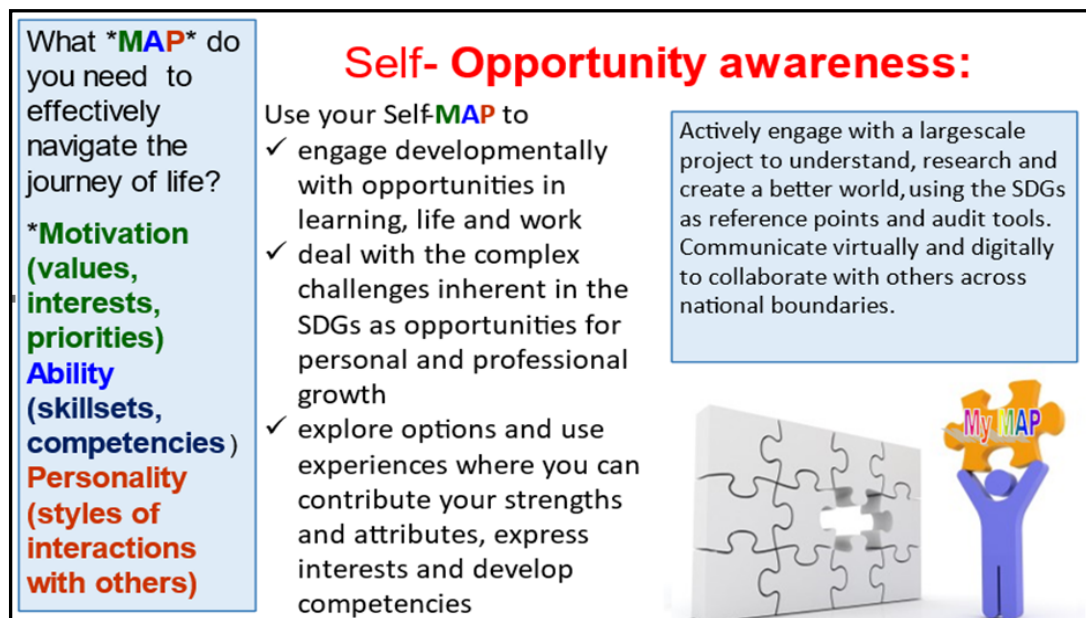 What *MAP* do
you need to
effectively
navigate the
journey of life?
*Motivation
(values,
interests,
priorities)
Ability
(skillsets,
competencies)
Personality
(styles of
interactions
with others)
Self- Opportunity awareness:
Use your Self-MAP to
✓ engage developmentally
with opportunities in
learning, life and work
✓ deal with the complex
challenges inherent in the
SDGs as opportunities for
personal and professional
growth
✓ explore options and use
experiences where you can
contribute your strengths
and attributes, express
interests and develop
competencies
Actively engage with a large-scale
project to understand, research and
create a better world, using the SDGs
as reference points and audit tools.
Communicate virtually and digitally
to collaborate with others across
national boundaries.
My MAP